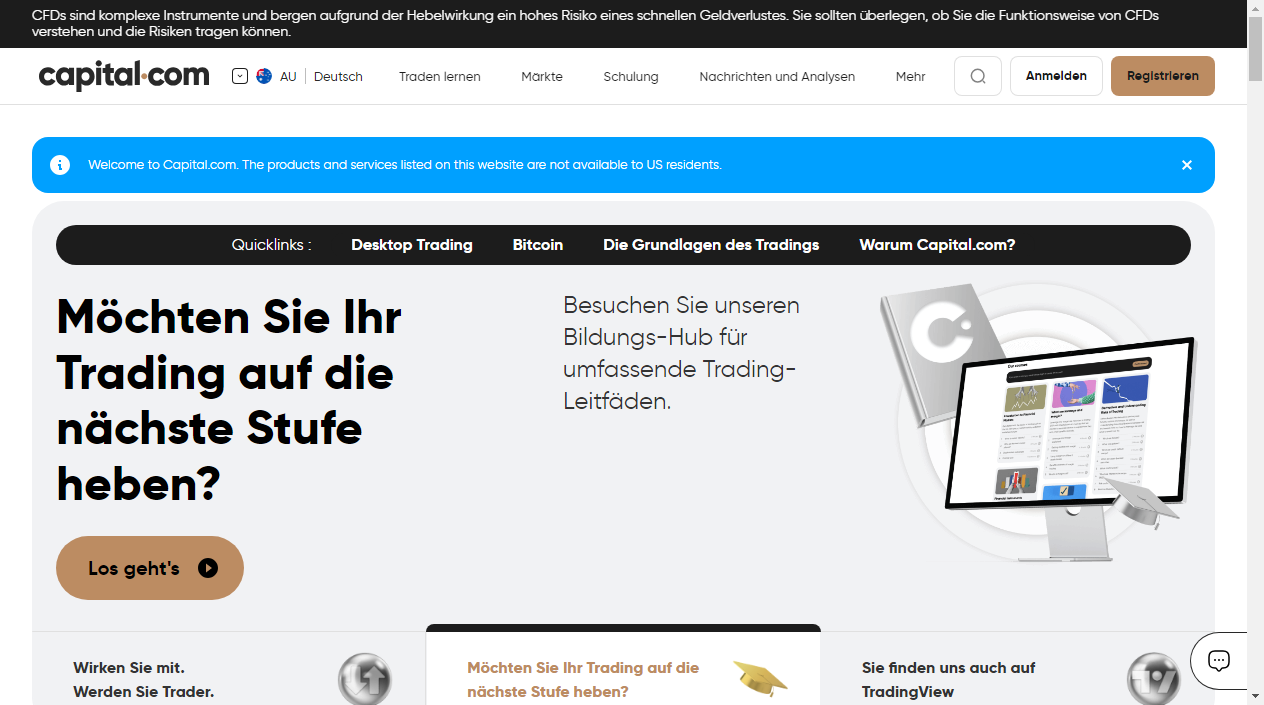 CFDs sind komplexe Instrumente und bergen aufgrund der Hebelwirkung ein hohes Risiko eines schnellen Geldverlustes. Sie sollten überlegen, ob Sie die Funktionsweise von CFDs
verstehen und die Risiken tragen können.
capital.com
AU Deutsch
Traden lernen
Märkte
Schulung
Nachrichten und Analysen
Mehr
Anmelden
Registrieren
Welcome to Capital.com. The products and services listed on this website are not available to US residents.
Quicklinks :
Desktop Trading
Bitcoin
Die Grundlagen des Tradings
Warum Capital.com?
Möchten Sie Ihr
Trading auf die
nächste Stufe
heben?
Besuchen Sie unseren
Bildungs-Hub für
umfassende Trading-
Leitfäden.
Los geht's
Wirken Sie mit.
Werden Sie Trader.
Möchten Sie Ihr Trading auf die
nächste Stufe heben?
Sie finden uns auch auf
TradingView